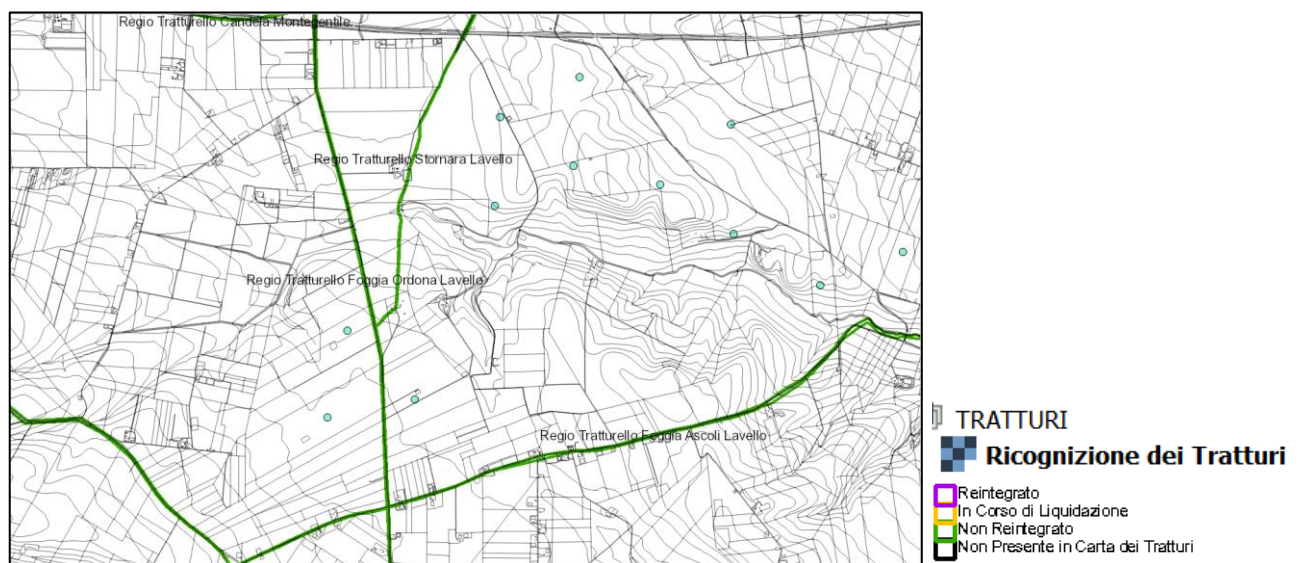 Regio Tratturello Candela Montegentile
Regio Tratturello Stornara Lavello
Regio Tratturello Foggia Ordona Lavello
Regio Tratturello Foggia Ascoli Lavello
TRATTURI
Ricognizione dei Tratturi
Reintegrato
In Corso di Liquidazione
Non Reintegrato
Non Presente in Carta dei Tratturi